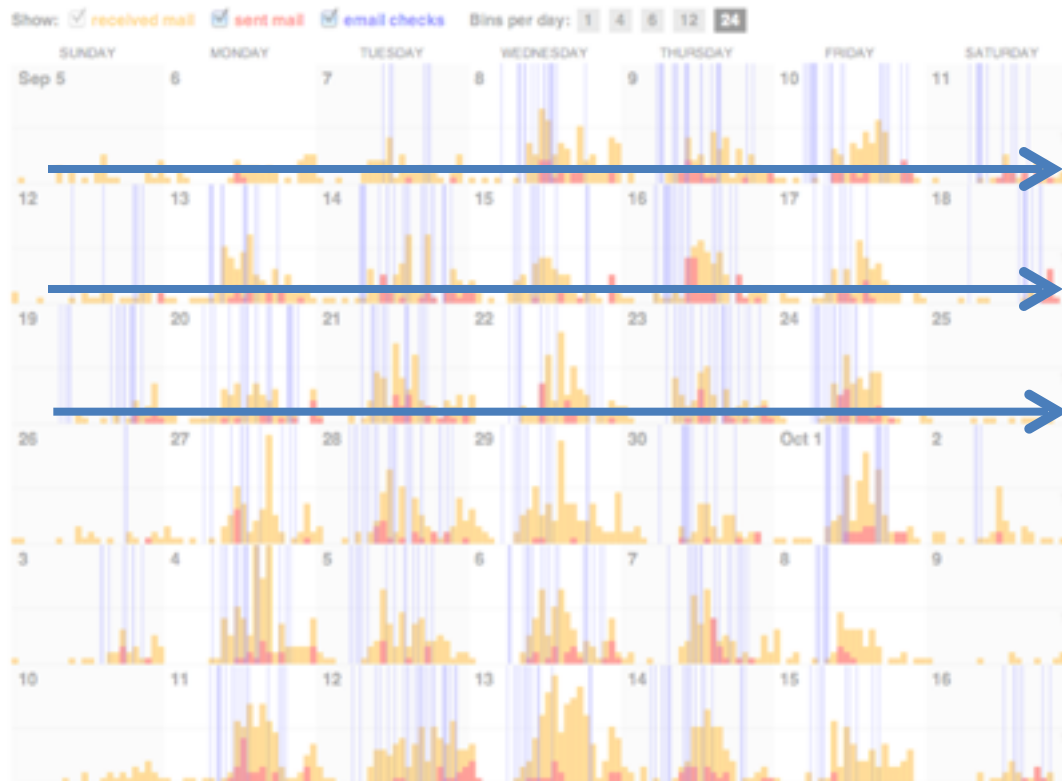 Show: received mail sent mail email checks Bins per day: 1 4 6 12 24
SUNDAY MONDAY TUESDAY WEDNESDAY THURSDAY FRIDAY SATURDAY
Sep 5 6 7 8 9 10 11
12 13 14 15 16 17 18
19 20 21 22 23 24 25
26 27 28 29 30 Oct 1 2
3 4 5 6 7 8 9
10 11 12 13 14 15 16